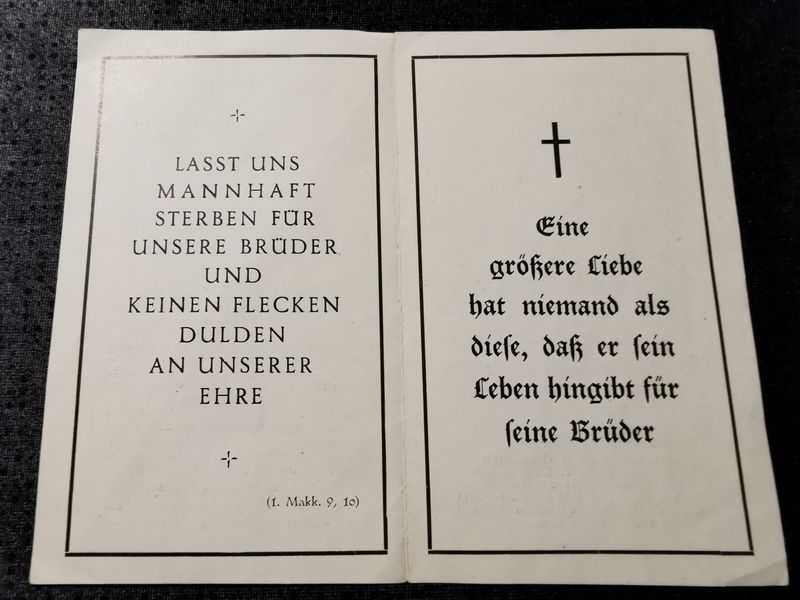 LASST UNS
MANNHAFT
STERBEN FÜR
UNSERE BRÜDER
UND
KEINEN FLECKEN
DULDEN
AN UNSERER
EHRE
(1. Makk. 9, 10)
Eine
größere Liebe
hat niemand als
dieſe, daß er ſein
Leben hingibt für
ſeine Brüder